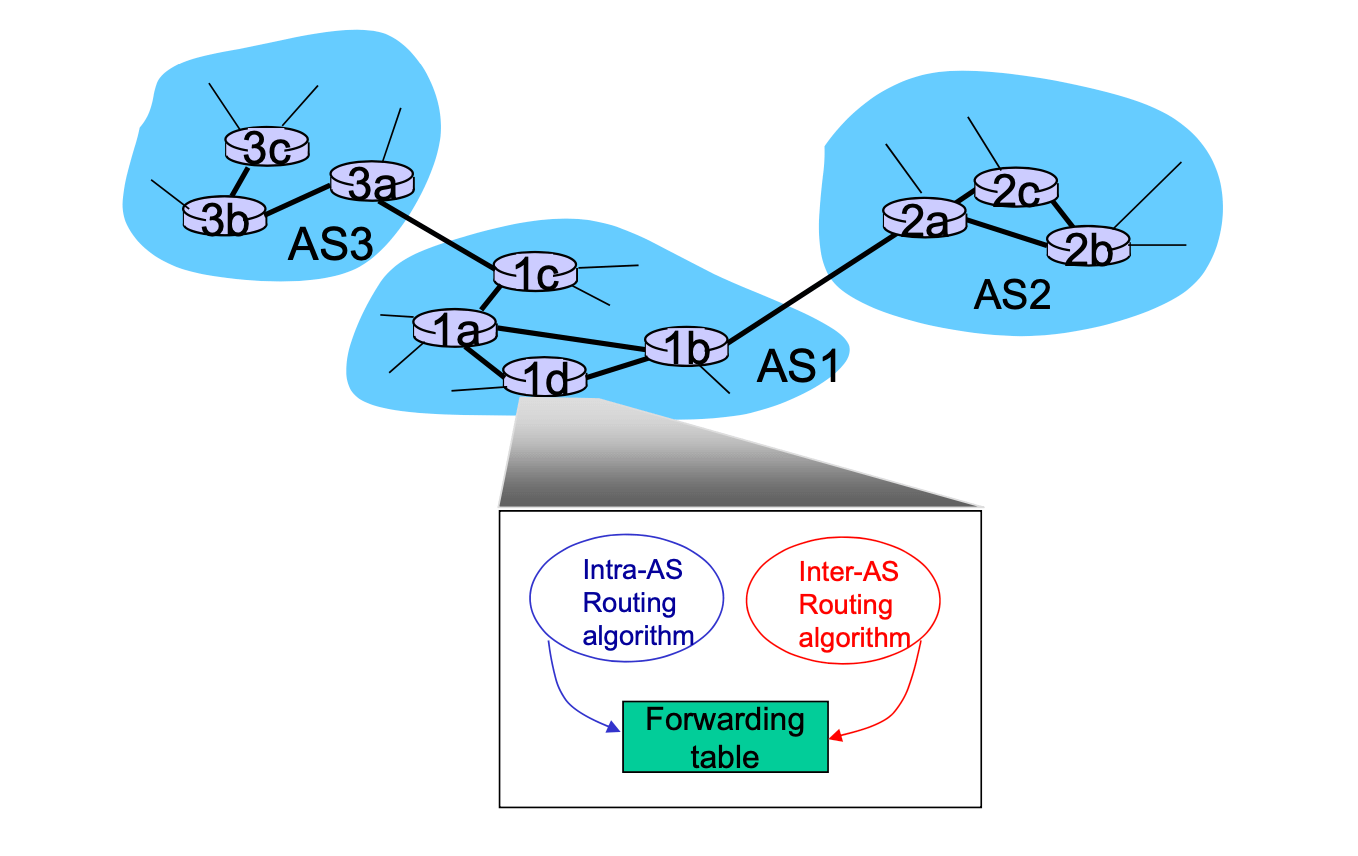 3c
3a
3b
AS3
2c
2a
2b
AS2
1c
1a
1b
AS1
1d
Intra-AS
Routing
algorithm
Inter-AS
Routing
algorithm
Forwarding
table